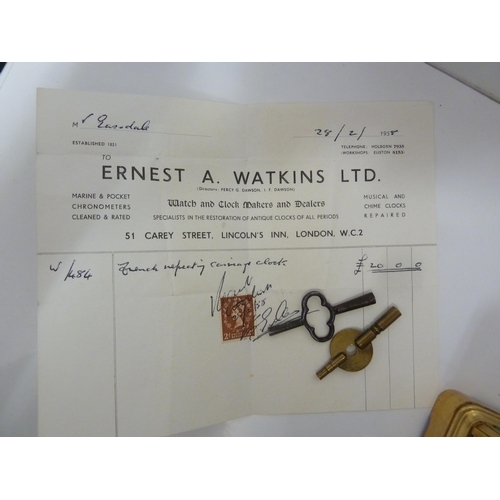 Mr Easdale
28/2/1958
ESTABLISHED 1851
TELEPHONE: HOLBORN
(WORKSHOPS: EUSTON
TO
ERNEST A. WATKINS LTD.
(Directors: PERCY G. DAWSON, I. F. DAWSON)
MARINE & POCKET
CHRONOMETERS
CLEANED & RATED
Watch and Clock Makers and Dealers
SPECIALISTS IN THE RESTORATION OF ANTIQUE CLOCKS OF ALL PERIODS
MUSICAL AND
CHIME CLOCKS
REPAIRED
51 CAREY STREET, LINCOLN'S INN, LONDON, W.C.2
W/1484 French repeating carriage clock £ 20 0 0